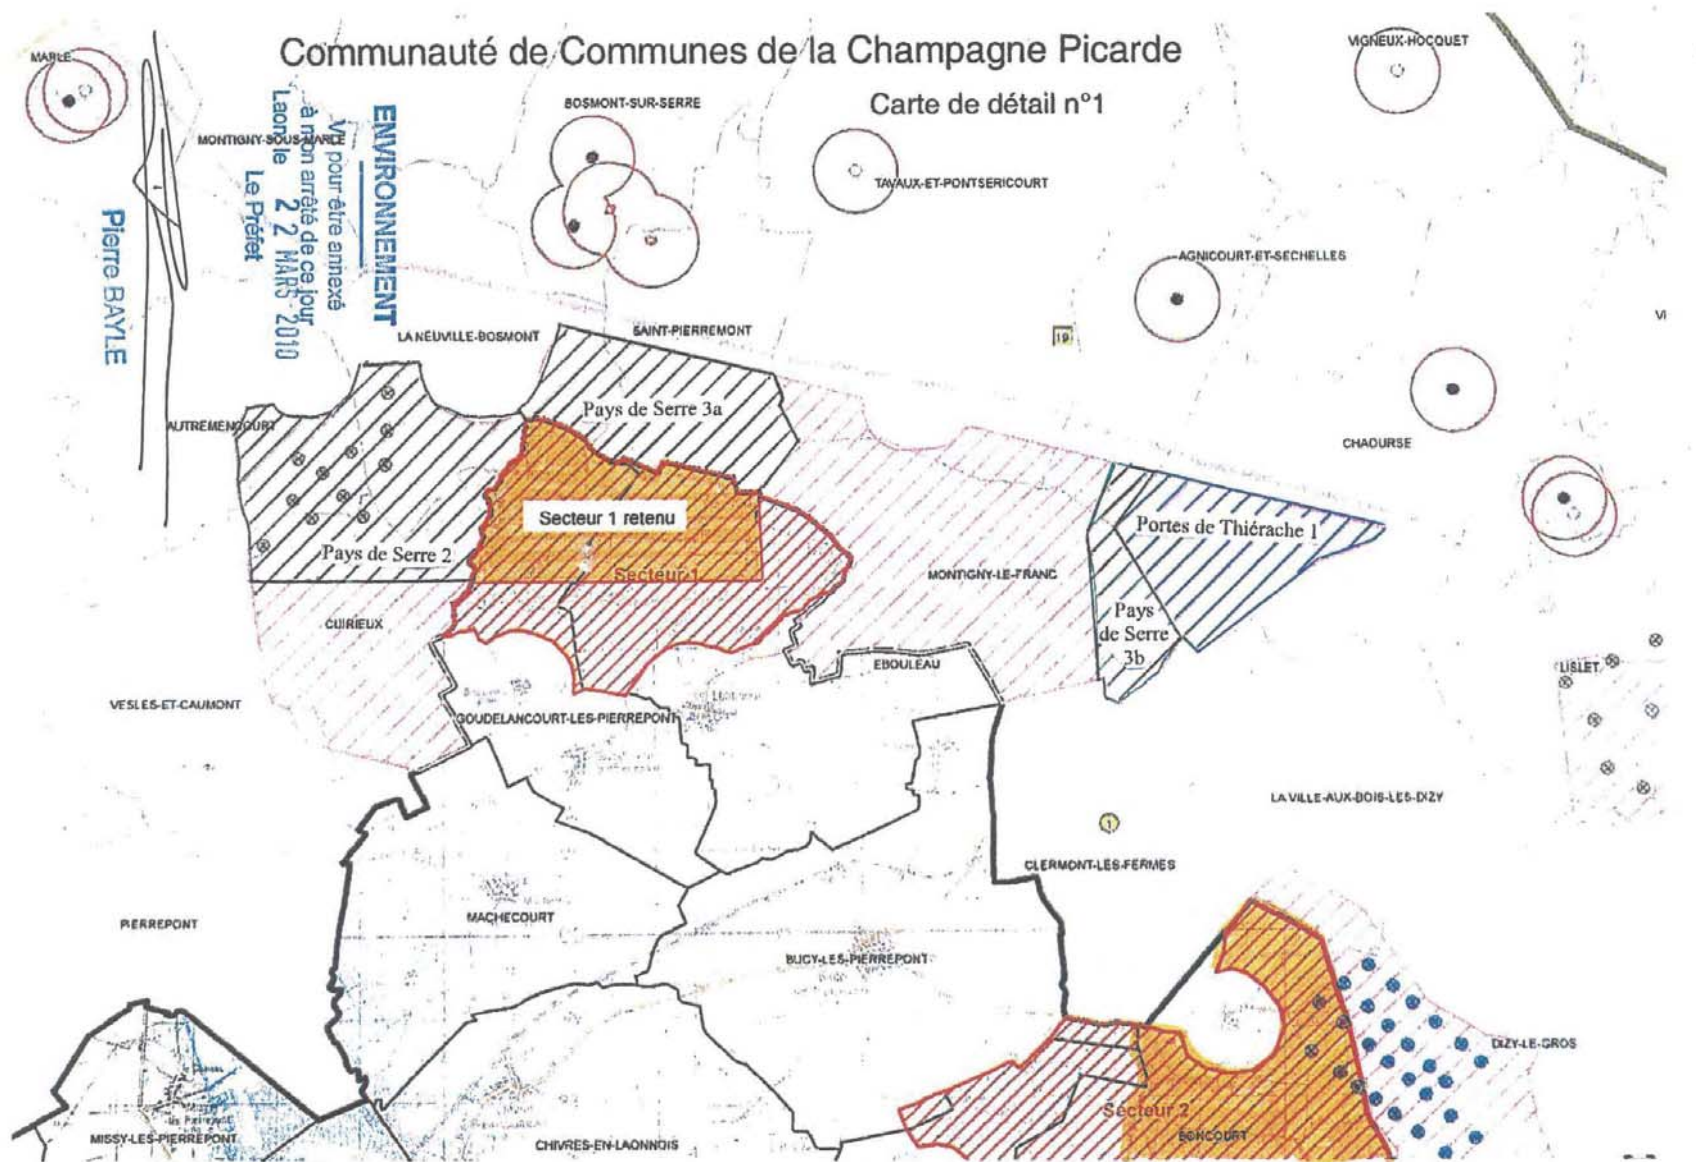 Communauté de Communes de la Champagne Picarde
Carte de détail n°1
MARLE
VIGNEUX-HOCQUET
BOSMONT-SUR-SERRE
MONTIGNY-SOUS-MARLE
TAVAUX-ET-PONTSERICOURT
ENVIRONNEMENT
Vu pour être annexé
à mon arrêté de ce jour
Laon, le 22 MARS 2010
Le Préfet
Pierre BAYLE
AGNICOURT-ET-SECHELLES
VI
19
LA NEUVILLE-BOSMONT
SAINT-PIERREMONT
Pays de Serre 3a
AUTREMENCOURT
CHAOURSE
Secteur 1 retenu
Portes de Thiérache 1
Pays de Serre 2
Secteur 1
MONTIGNY-LE-FRANC
Pays
de Serre
3b
CUIRIEUX
EBOULEAU
LISLET
VESLES-ET-CAUMONT
GOUDELANCOURT-LES-PIERREPONT
LA VILLE-AUX-BOIS-LES-DIZY
1
CLERMONT-LES-FERMES
PIERREPONT
MACHECOURT
BUCY-LES-PIERREPONT
DIZY-LE-GROS
Secteur 2
BONCOURT
MISSY-LES-PIERREPONT
CHIVRES-EN-LAONNOIS